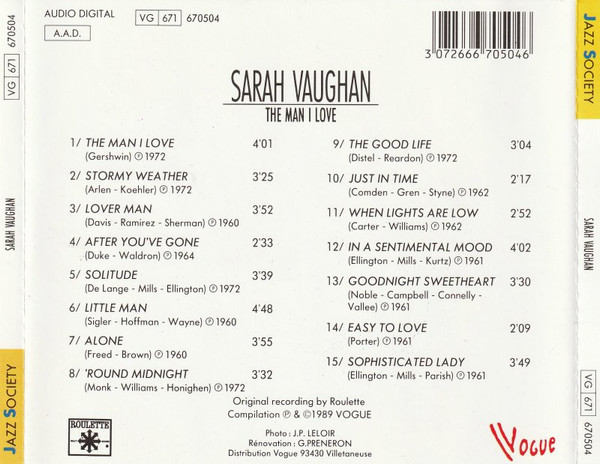 AUDIO DIGITAL
VG 671 670504
A.A.D.
3 072666 705046
SARAH VAUGHAN
THE MAN I LOVE
1/ THE MAN I LOVE 4'01
(Gershwin) ℗ 1972
2/ STORMY WEATHER 3'25
(Arlen - Koehler) ℗ 1972
3/ LOVER MAN 3'52
(Davis - Ramirez - Sherman) ℗ 1960
4/ AFTER YOU'VE GONE 2'33
(Duke - Waldron) ℗ 1964
5/ SOLITUDE 3'39
(De Lange - Mills - Ellington) ℗ 1972
6/ LITTLE MAN 4'48
(Sigler - Hoffman - Wayne) ℗ 1960
7/ ALONE 3'55
(Freed - Brown) ℗ 1960
8/ 'ROUND MIDNIGHT 3'32
(Monk - Williams - Honighen) ℗ 1972
9/ THE GOOD LIFE 3'04
(Distel - Reardon) ℗ 1972
10/ JUST IN TIME 2'17
(Comden - Gren - Styne) ℗ 1962
11/ WHEN LIGHTS ARE LOW 2'52
(Carter - Williams) ℗ 1962
12/ IN A SENTIMENTAL MOOD 4'02
(Ellington - Mills - Kurtz) ℗ 1961
13/ GOODNIGHT SWEETHEART 3'30
(Noble - Campbell - Connelly -
Vallee) ℗ 1961
14/ EASY TO LOVE 2'09
(Porter) ℗ 1961
15/ SOPHISTICATED LADY 3'49
(Ellington - Mills - Parish) ℗ 1961
Original recording by Roulette
Compilation ℗ & ©1989 VOGUE
ROULETTE
Photo : J.P. LELOIR
Rénovation : G.PRENERON
Distribution Vogue 93430 Villetaneuse
VOGUE
VG 671 670504
SARAH VAUGHAN
JAZZ SOCIETY
JAZZ SOCIETY
SARAH VAUGHAN
VG 671 670504